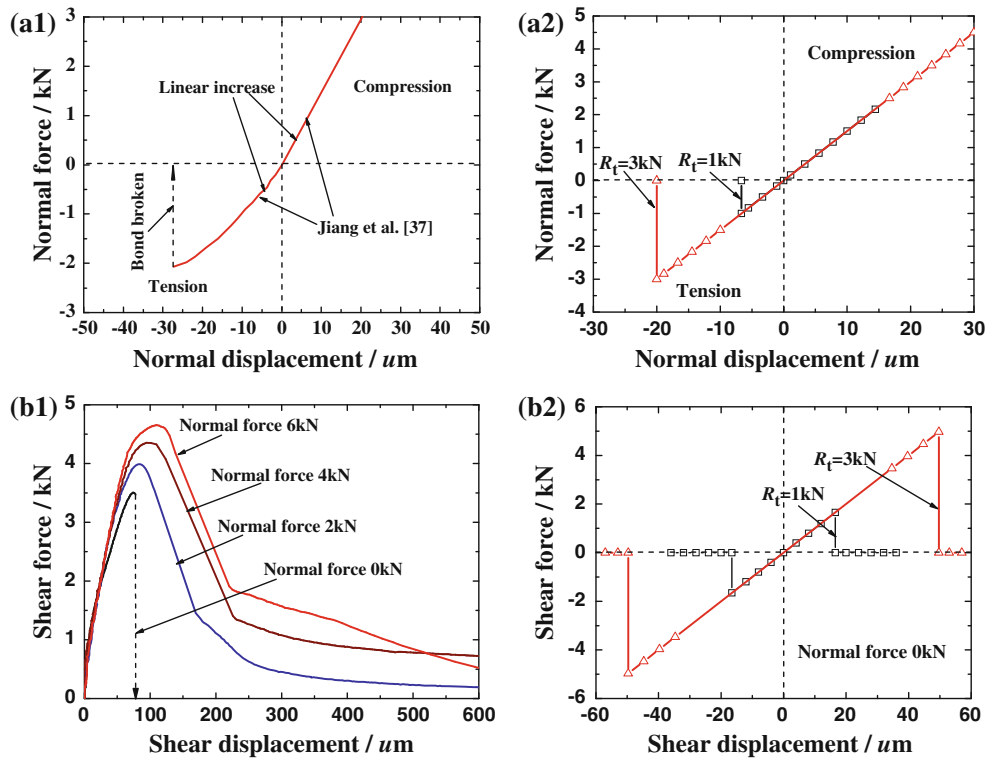 (a1)
Normal force / kN
3
2
1
0
-1
-2
-3
Linear increase
Compression
Jiang et al. [37]
Bond broken
Tension
-50 -40 -30 -20 -10 0 10 20 30 40 50
Normal displacement / um
(a2)
Normal force / kN
5
4
3
2
1
0
-1
-2
-3
-4
Compression
Rt=3kN
Rt=1kN
Tension
-30 -20 -10 0 10 20 30
Normal displacement / um
(b1)
Shear force / kN
5
4
3
2
1
0
Normal force 6kN
Normal force 4kN
Normal force 2kN
Normal force 0kN
0 100 200 300 400 500 600
Shear displacement / um
(b2)
Shear force / kN
6
4
2
0
-2
-4
-6
Rt=3kN
Rt=1kN
Normal force 0kN
-60 -40 -20 0 20 40 60
Shear displacement / um